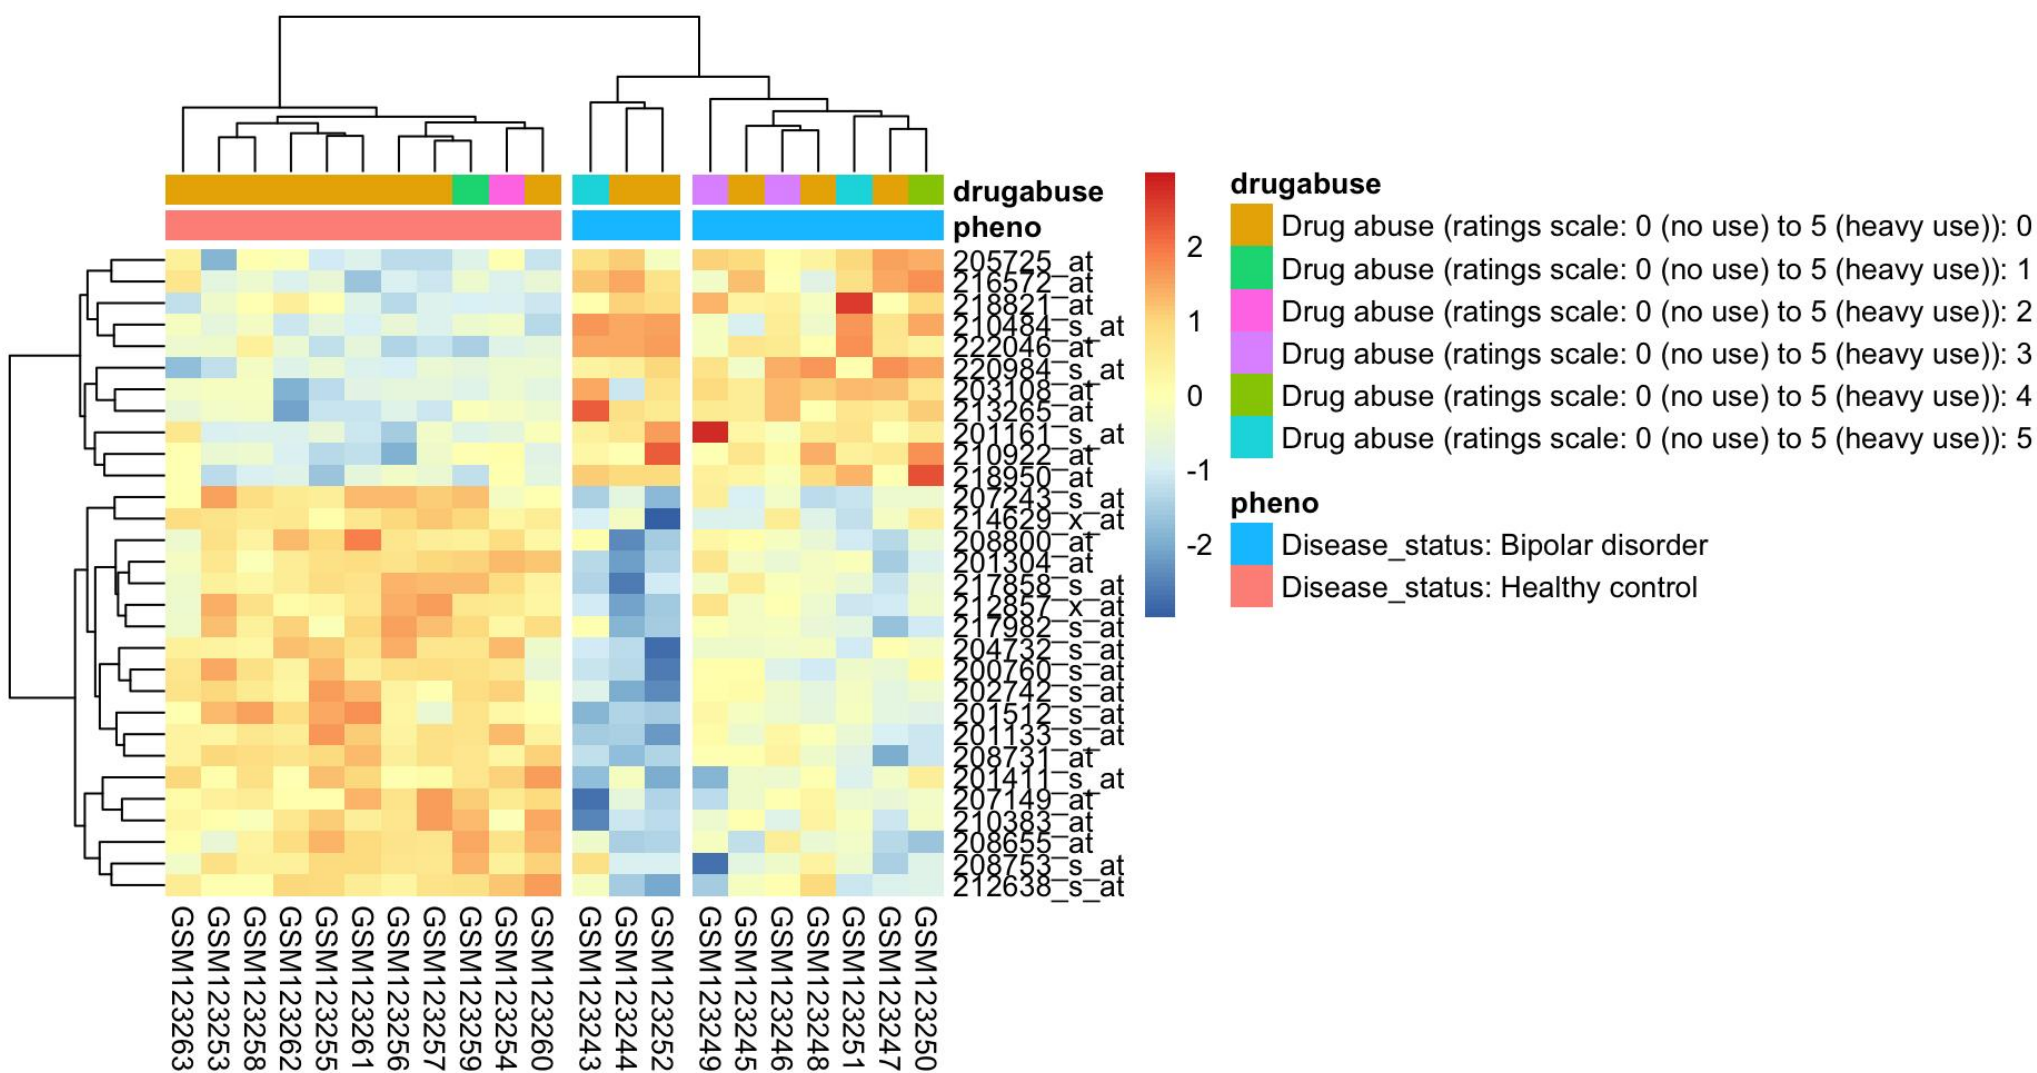 drugabuse
pheno
205725_at
216572_at
218821_at
210484_s_at
222046_at
220984_s_at
203108_at
213265_at
201161_s_at
210922_at
218950_at
207243_s_at
214629_x_at
208800_at
201304_at
217858_s_at
212857_x_at
217982_s_at
204732_s_at
200760_s_at
202742_s_at
201512_s_at
201133_s_at
208731_at
201411_s_at
207149_at
210383_at
208655_at
208753_s_at
212638_s_at
GSM123263
GSM123253
GSM123258
GSM123262
GSM123255
GSM123261
GSM123256
GSM123257
GSM123259
GSM123254
GSM123260
GSM123243
GSM123244
GSM123252
GSM123249
GSM123245
GSM123246
GSM123248
GSM123251
GSM123247
GSM123250
2
1
0
-1
-2
drugabuse
Drug abuse (ratings scale: 0 (no use) to 5 (heavy use)): 0
Drug abuse (ratings scale: 0 (no use) to 5 (heavy use)): 1
Drug abuse (ratings scale: 0 (no use) to 5 (heavy use)): 2
Drug abuse (ratings scale: 0 (no use) to 5 (heavy use)): 3
Drug abuse (ratings scale: 0 (no use) to 5 (heavy use)): 4
Drug abuse (ratings scale: 0 (no use) to 5 (heavy use)): 5
pheno
Disease_status: Bipolar disorder
Disease_status: Healthy control